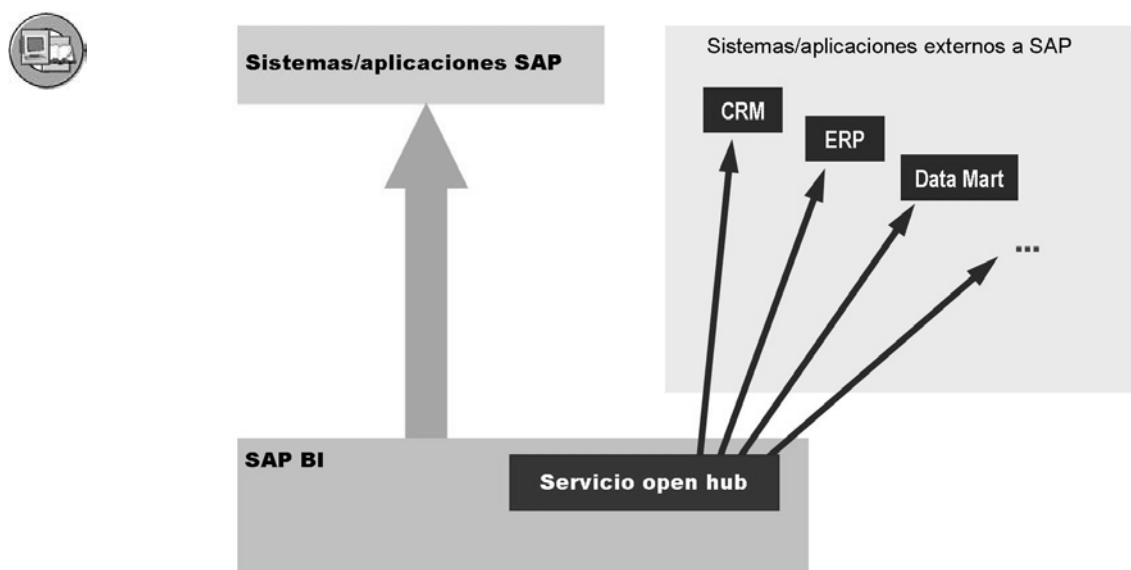 Sistemas/aplicaciones SAP
Sistemas/aplicaciones externos a SAP
CRM
ERP
Data Mart
...
SAP BI
Servicio open hub